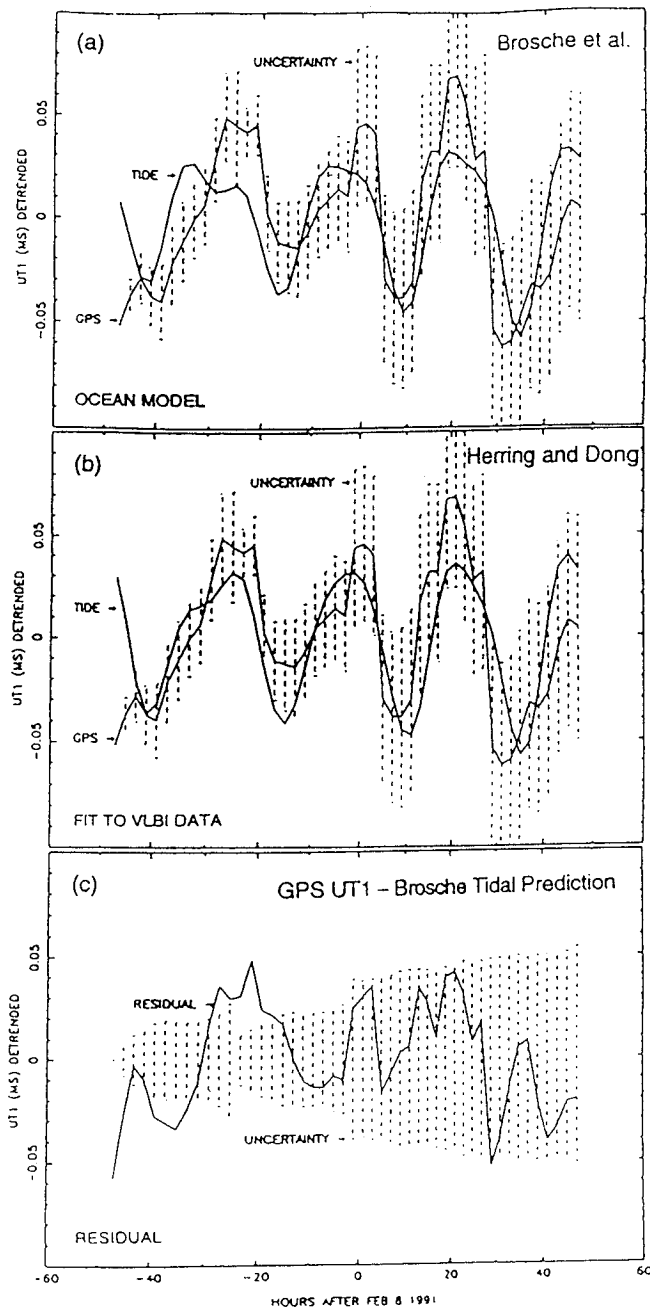 (a)
Brosche et al.
UNCERTAINTY
TIDE
GPS
OCEAN MODEL
UT1 (MS) DETRENDED
0.05
0
-0.05
(b)
Herring and Dong
UNCERTAINTY
TIDE
GPS
FIT TO VLBI DATA
UT1 (MS) DETRENDED
0.05
0
-0.05
(c)
GPS UT1 – Brosche Tidal Prediction
RESIDUAL
UNCERTAINTY
RESIDUAL
UT1 (MS) DETRENDED
0.05
0
-0.05
-60 -40 -20 0 20 40 60
HOURS AFTER FEB 8 1991